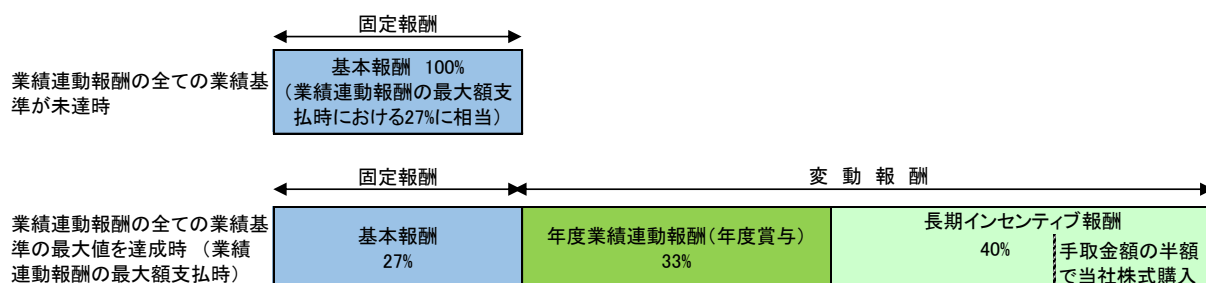 固定報酬
業績連動報酬の全ての業績基
準が未達時
基本報酬 100%
（業績連動報酬の最大額支
払時における27%に相当）
固定報酬
変 動 報 酬
業績連動報酬の全ての業績基
準の最大値を達成時 （業績
連動報酬の最大額支払時）
基本報酬
27%
年度業績連動報酬（年度賞与）
33%
長期インセンティブ報酬
40%
手取金額の半額
で当社株式購入